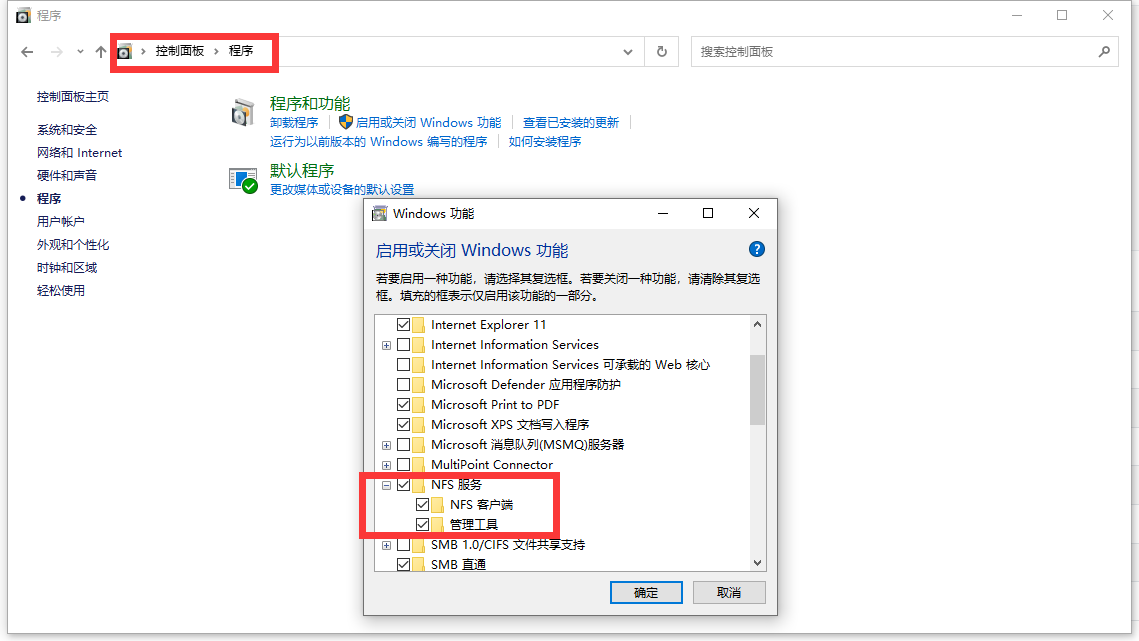 程序
控制面板 › 程序
搜索控制面板
控制面板主页
系统和安全
网络和 Internet
硬件和声音
程序
用户帐户
外观和个性化
时钟和区域
轻松使用
程序和功能
卸载程序
启用或关闭 Windows 功能
查看已安装的更新
运行为以前版本的 Windows 编写的程序
如何安装程序
默认程序
更改媒体或设备的默认设置
Windows 功能
启用或关闭 Windows 功能
?
若要启用一种功能，请选择其复选框。若要关闭一种功能，请清除其复选
框。填充的框表示仅启用该功能的一部分。
Internet Explorer 11
Internet Information Services
Internet Information Services 可承载的 Web 核心
Microsoft Defender 应用程序防护
Microsoft Print to PDF
Microsoft XPS 文档写入程序
Microsoft 消息队列(MSMQ)服务器
MultiPoint Connector
NFS 服务
NFS 客户端
管理工具
SMB 1.0/CIFS 文件共享支持
SMB 直通
确定
取消